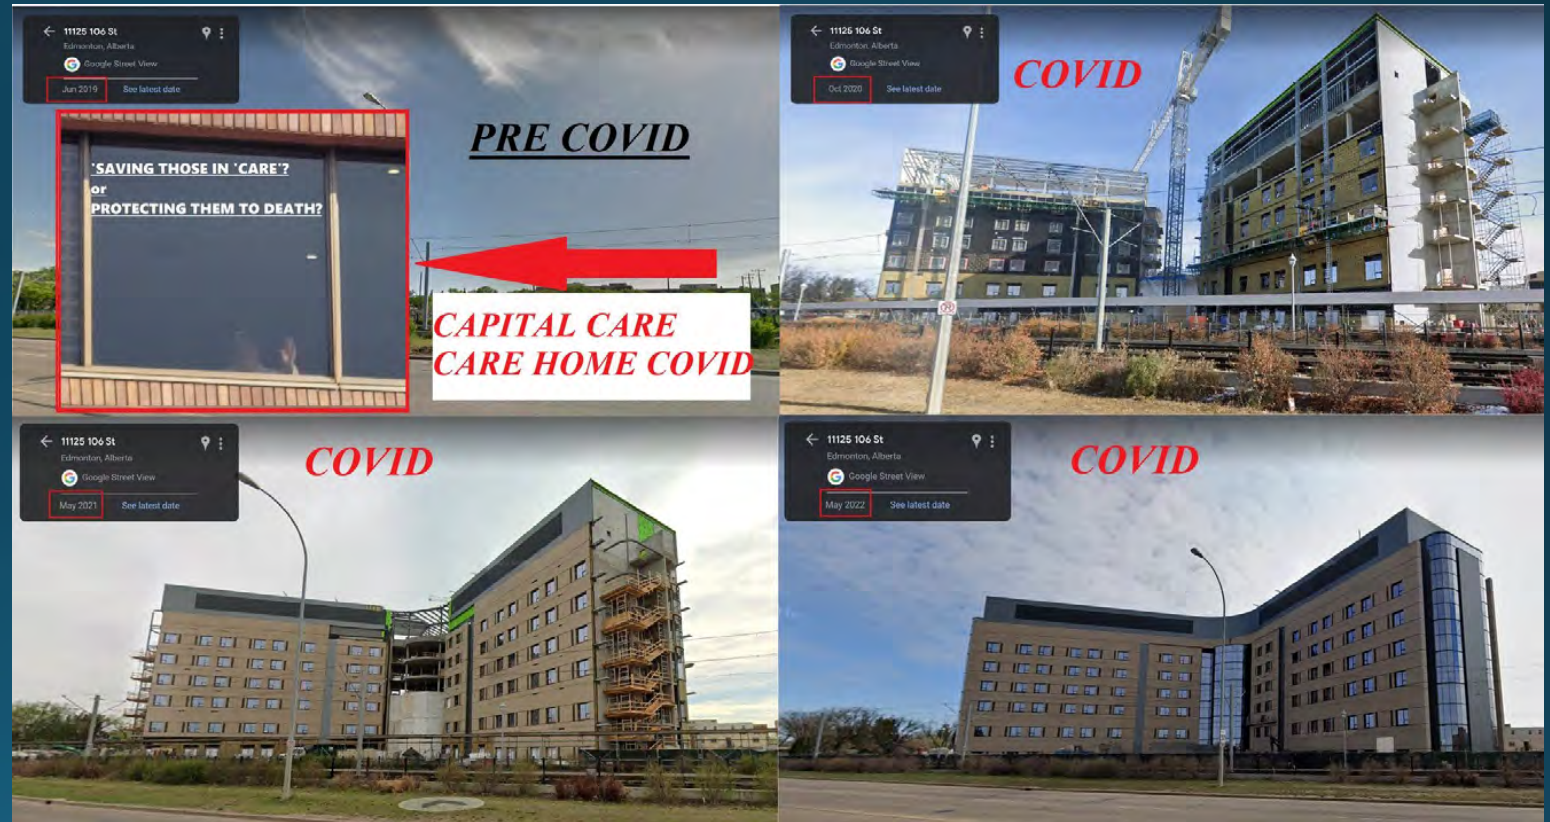 11125 106 St
Edmonton, Alberta
Google Street View
Jun 2019 See latest date
PRE COVID
"SAVING THOSE IN "CARE"?
or
PROTECTING THEM TO DEATH?
CAPITAL CARE
CARE HOME COVID
11125 106 St
Edmonton, Alberta
Google Street View
Oct 2020 See latest date
COVID
11125 106 St
Edmonton, Alberta
Google Street View
May 2021 See latest date
COVID
11125 106 St
Edmonton, Alberta
Google Street View
May 2022 See latest date
COVID